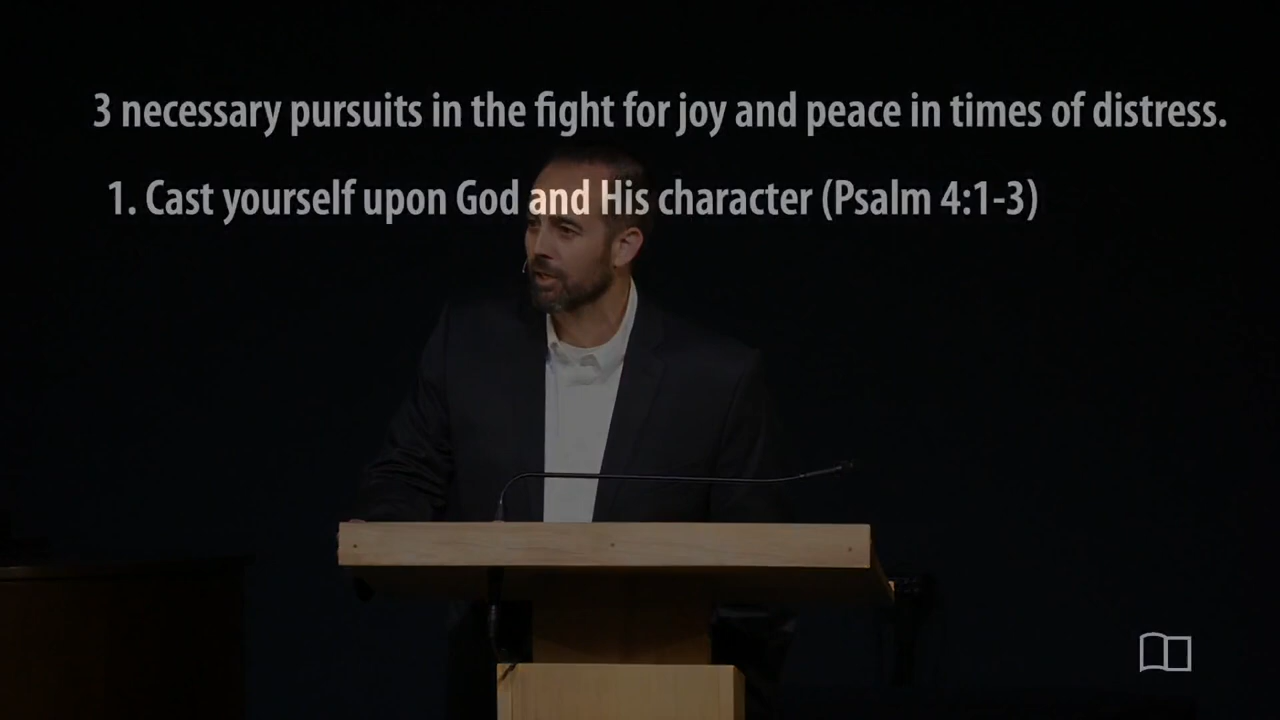 3 necessary pursuits in the fight for joy and peace in times of distress.
1. Cast yourself upon God and His character (Psalm 4:1-3)